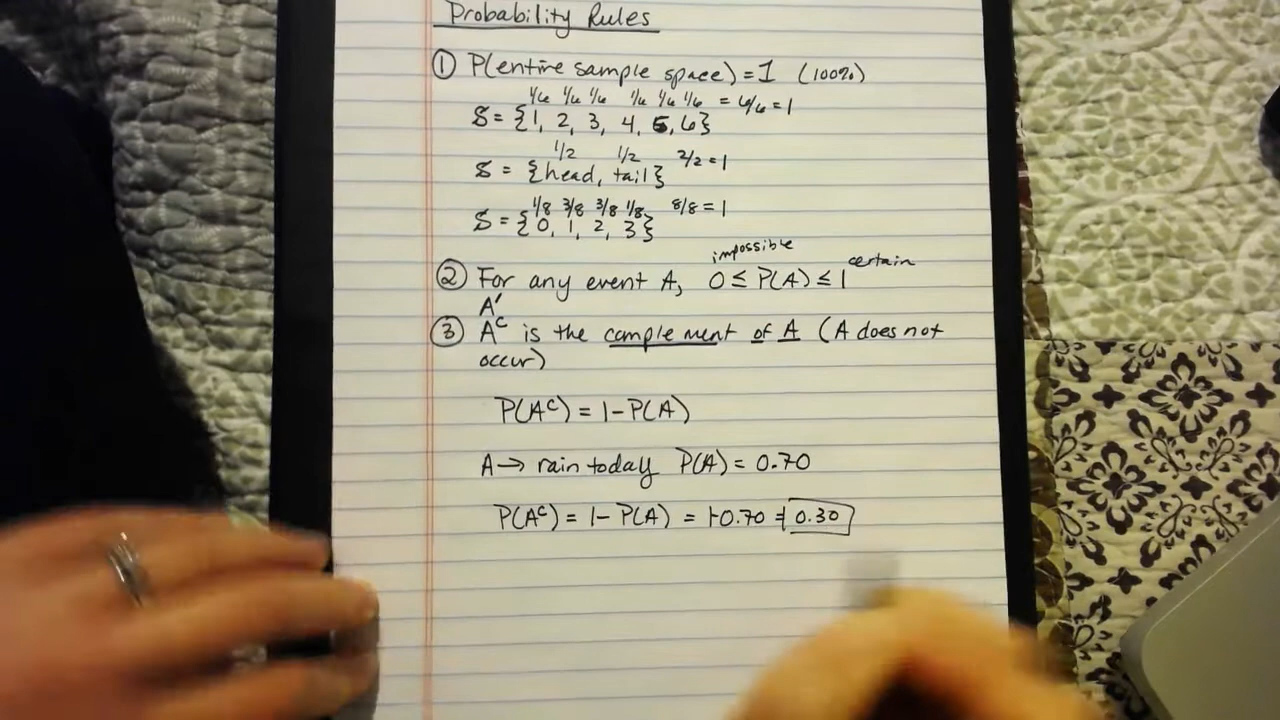 Probability Rules
① P(entire sample space) = 1 (100%)
1/6 1/6 1/6 1/6 1/6 1/6 = 6/6 = 1
S = {1, 2, 3, 4, 5, 6}
1/2 1/2 2/2 = 1
S = {head, tail}
1/8 3/8 3/8 1/8 8/8 = 1
S = {0, 1, 2, 3}
impossible certain
② For any event A, 0 ≤ P(A) ≤ 1
A'
③ Aᶜ is the complement of A (A does not
occur)
P(Aᶜ) = 1 - P(A)
A → rain today P(A) = 0.70
P(Aᶜ) = 1 - P(A) = 1-0.70 = 0.30